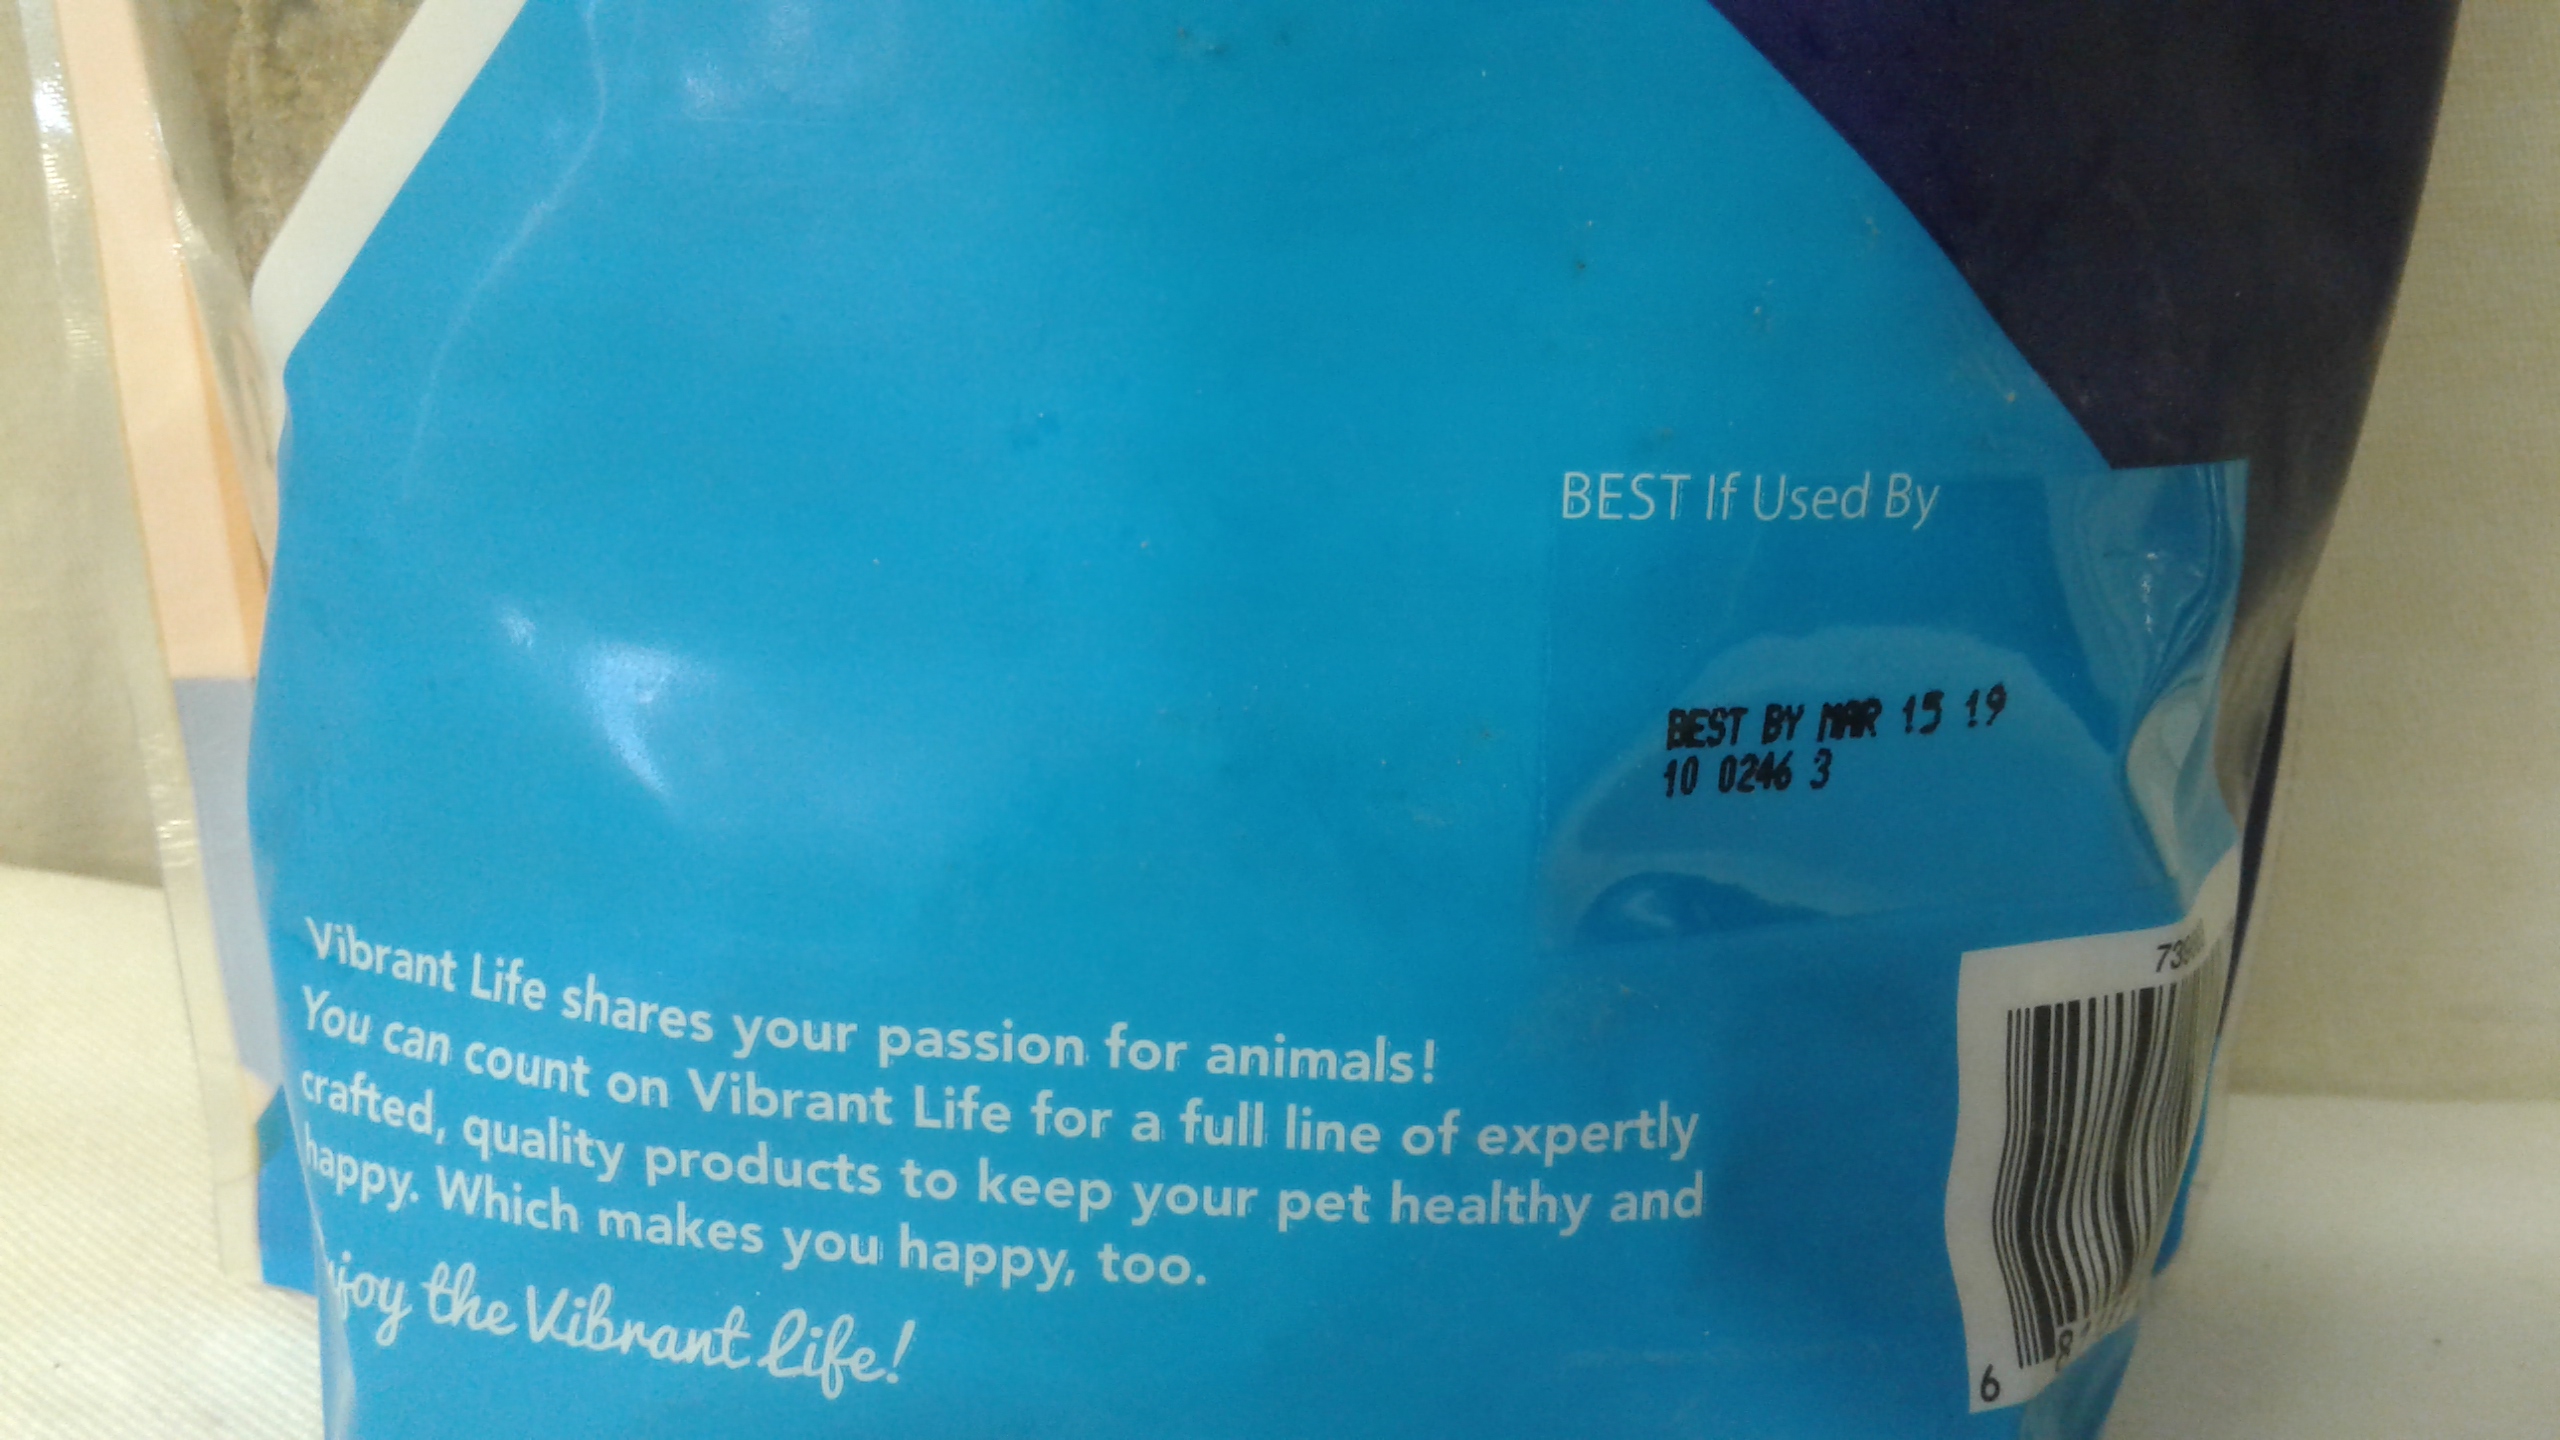 BEST If Used By
BEST BY MAR 15 19
10 0246 3
Vibrant Life shares your passion for animals!
You can count on Vibrant Life for a full line of expertly
crafted, quality products to keep your pet healthy and
happy. Which makes you happy, too.
joy the Vibrant Life!
6